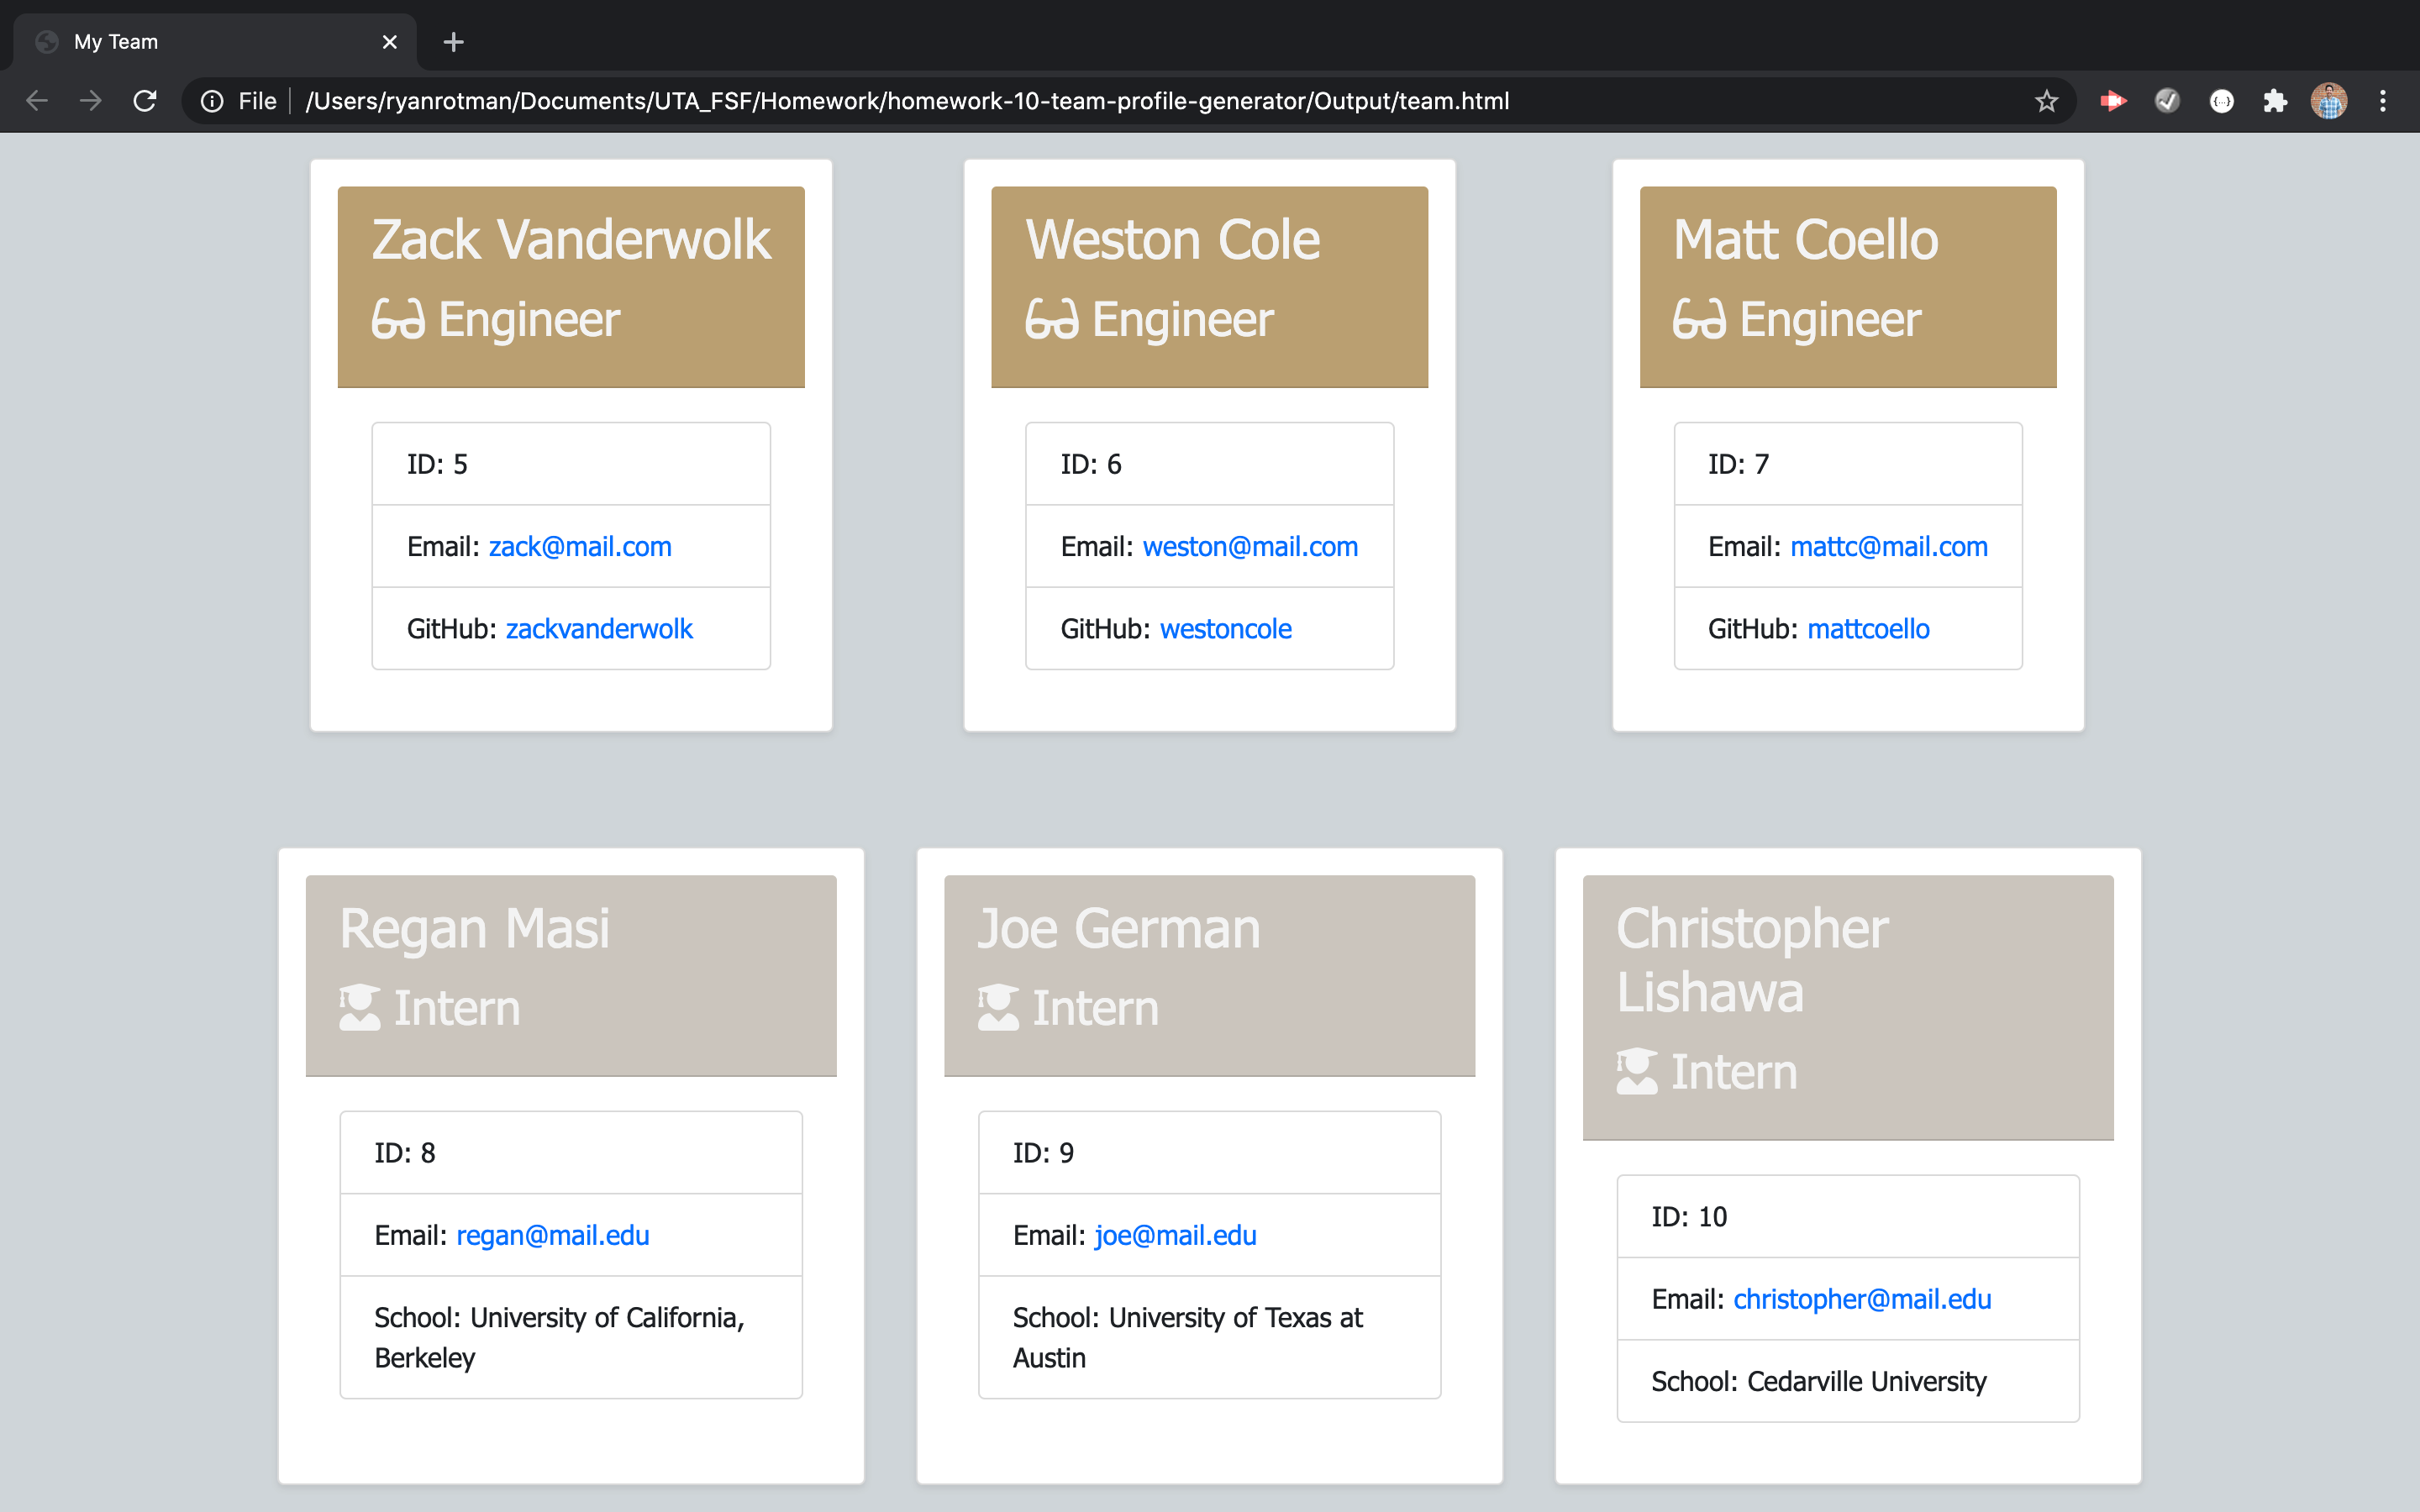 My Team
File
/Users/ryanrotman/Documents/UTA_FSF/Homework/homework-10-team-profile-generator/Output/team.html
Zack Vanderwolk
Engineer
ID: 5
Email: zack@mail.com
GitHub: zackvanderwolk
Weston Cole
Engineer
ID: 6
Email: weston@mail.com
GitHub: westoncole
Matt Coello
Engineer
ID: 7
Email: mattc@mail.com
GitHub: mattcoello
Regan Masi
Intern
ID: 8
Email: regan@mail.edu
School: University of California,
Berkeley
Joe German
Intern
ID: 9
Email: joe@mail.edu
School: University of Texas at
Austin
Christopher
Lishawa
Intern
ID: 10
Email: christopher@mail.edu
School: Cedarville University